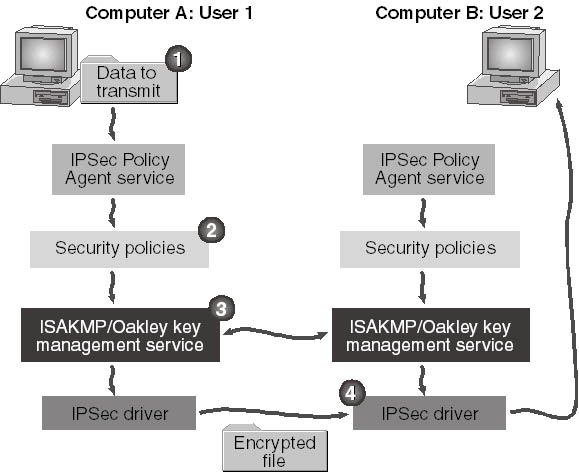 Computer A: User 1
Computer B: User 2
1
Data to
transmit
IPSec Policy
Agent service
IPSec Policy
Agent service
2
Security policies
Security policies
3
ISAKMP/Oakley key
management service
ISAKMP/Oakley key
management service
4
IPSec driver
IPSec driver
Encrypted
file